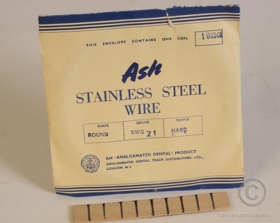 THIS ENVELOPE CONTAINS ONE COIL
Ash
STAINLESS STEEL
WIRE
ROUND
SWG 21
HARD
AN "AMALGAMATED DENTAL" PRODUCT
AMALGAMATED DENTAL TRADE DISTRIBUTORS, LTD.
LONDON W.1